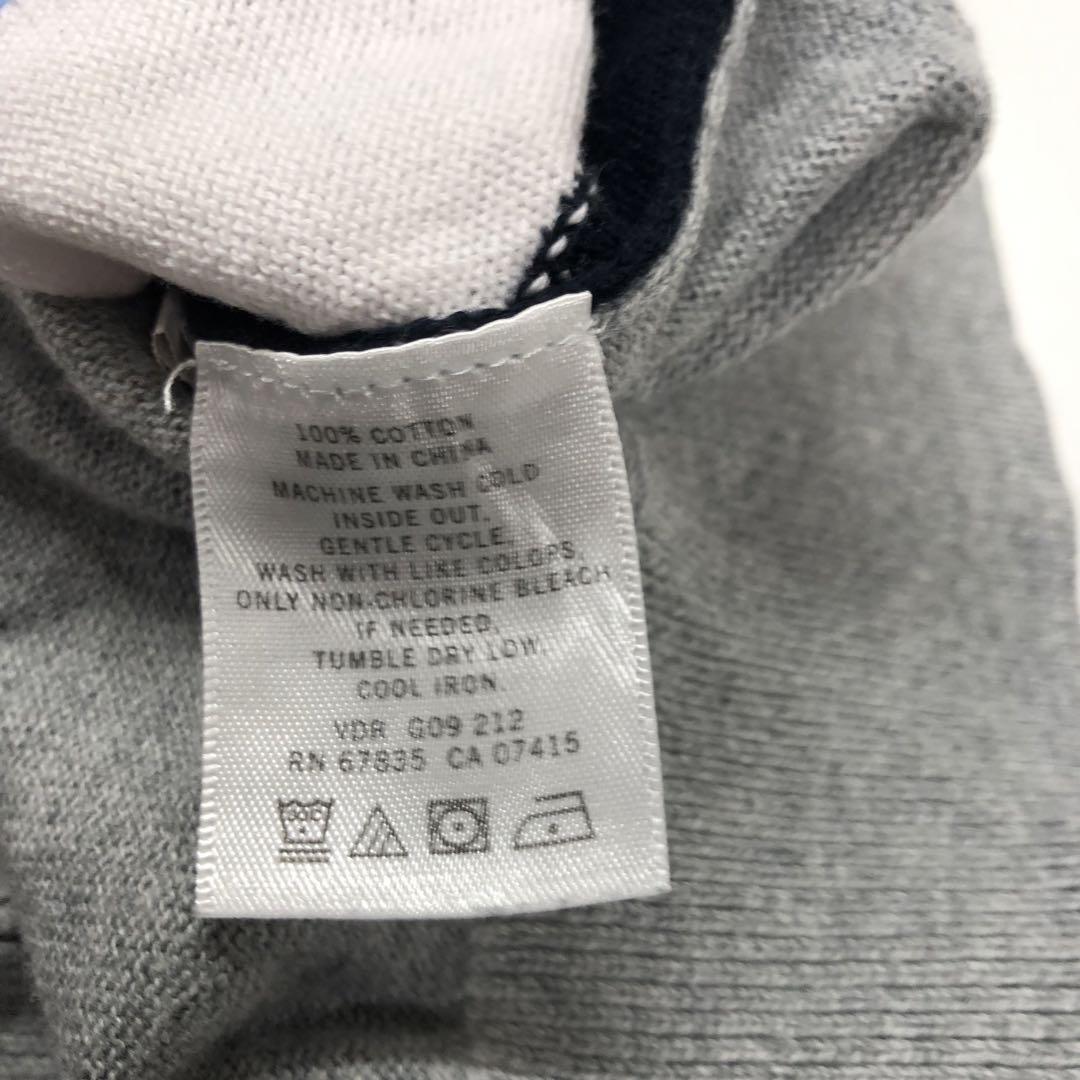 100% COTTON
MADE IN CHINA
MACHINE WASH COLD
INSIDE OUT.
GENTLE CYCLE.
WASH WITH LIKE COLORS.
ONLY NON-CHLORINE BLEACH
IF NEEDED.
TUMBLE DRY LOW.
COOL IRON.
VDR G09 212
RN 67835 CA 07415
30C